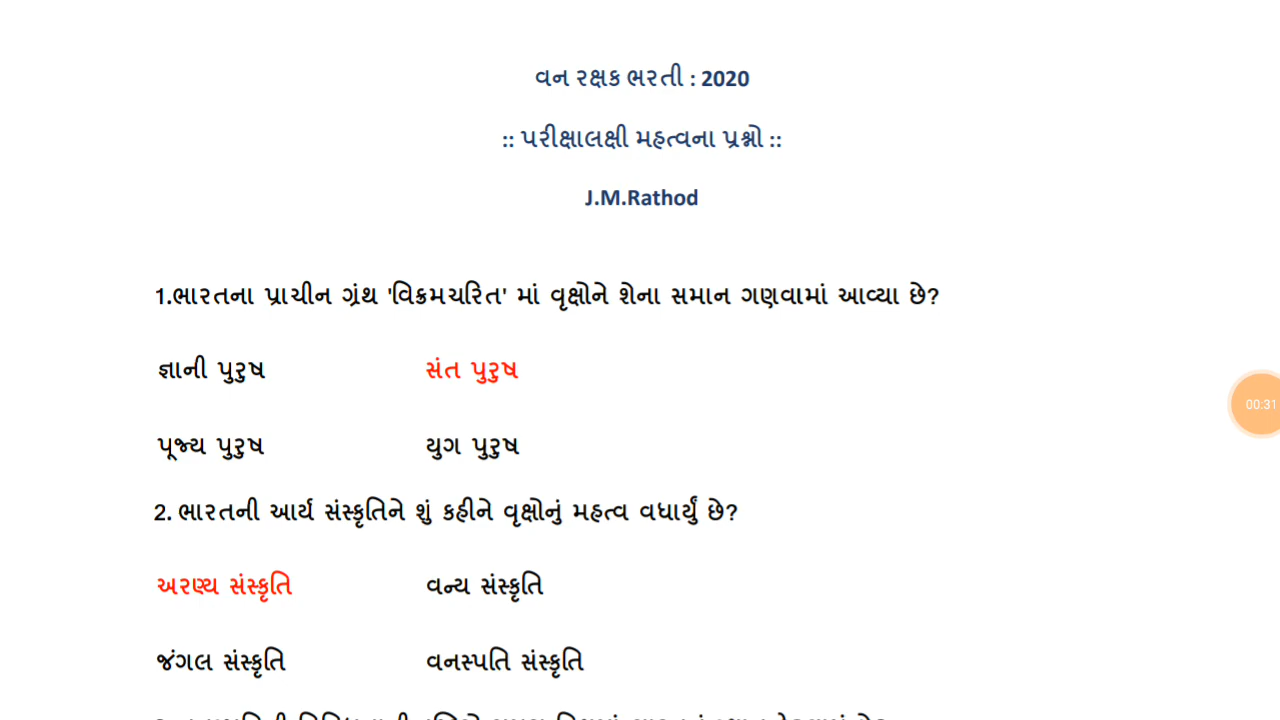 વન રક્ષક ભરતી : 2020
:: પરીક્ષાલક્ષી મહત્વના પ્રશ્નો ::
J.M.Rathod
1.ભારતના પ્રાચીન ગ્રંથ 'વિક્રમચરિત' માં વૃક્ષોને શેના સમાન ગણવામાં આવ્યા છે?
જ્ઞાની પુરુષ સંત પુરુષ
00:31
પૂજ્ય પુરુષ યુગ પુરુષ
2. ભારતની આર્ય સંસ્કૃતિને શું કહીને વૃક્ષોનું મહત્વ વધાર્યું છે?
અરણ્ય સંસ્કૃતિ વન્ય સંસ્કૃતિ
જંગલ સંસ્કૃતિ વનસ્પતિ સંસ્કૃતિ